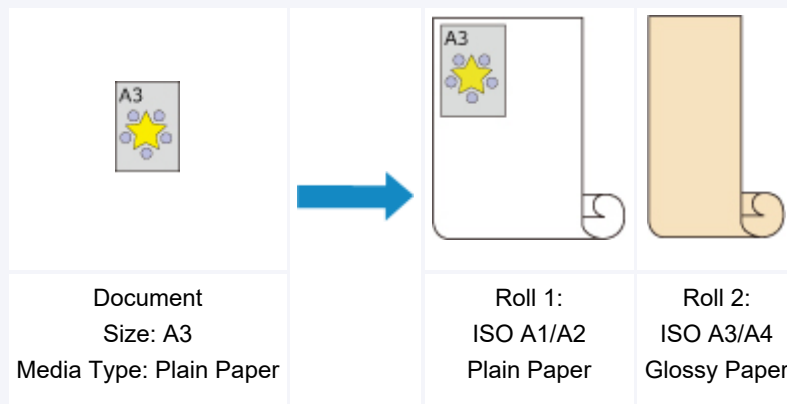 A3
A3
Document
Size: A3
Media Type: Plain Paper
Roll 1:
ISO A1/A2
Plain Paper
Roll 2:
ISO A3/A4
Glossy Paper